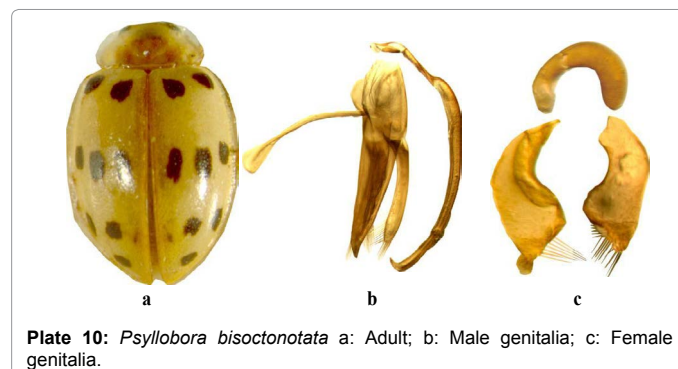 a b c
Plate 10: Psyllobora bisoctonotata a: Adult; b: Male genitalia; c: Female
genitalia.